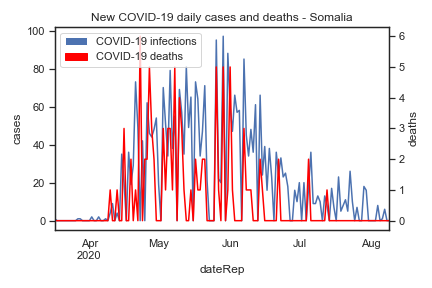 New COVID-19 daily cases and deaths - Somalia
COVID-19 infections
COVID-19 deaths
100
80
60
40
20
0
cases
6
5
4
3
2
1
0
deaths
Apr May Jun Jul Aug
2020
dateRep